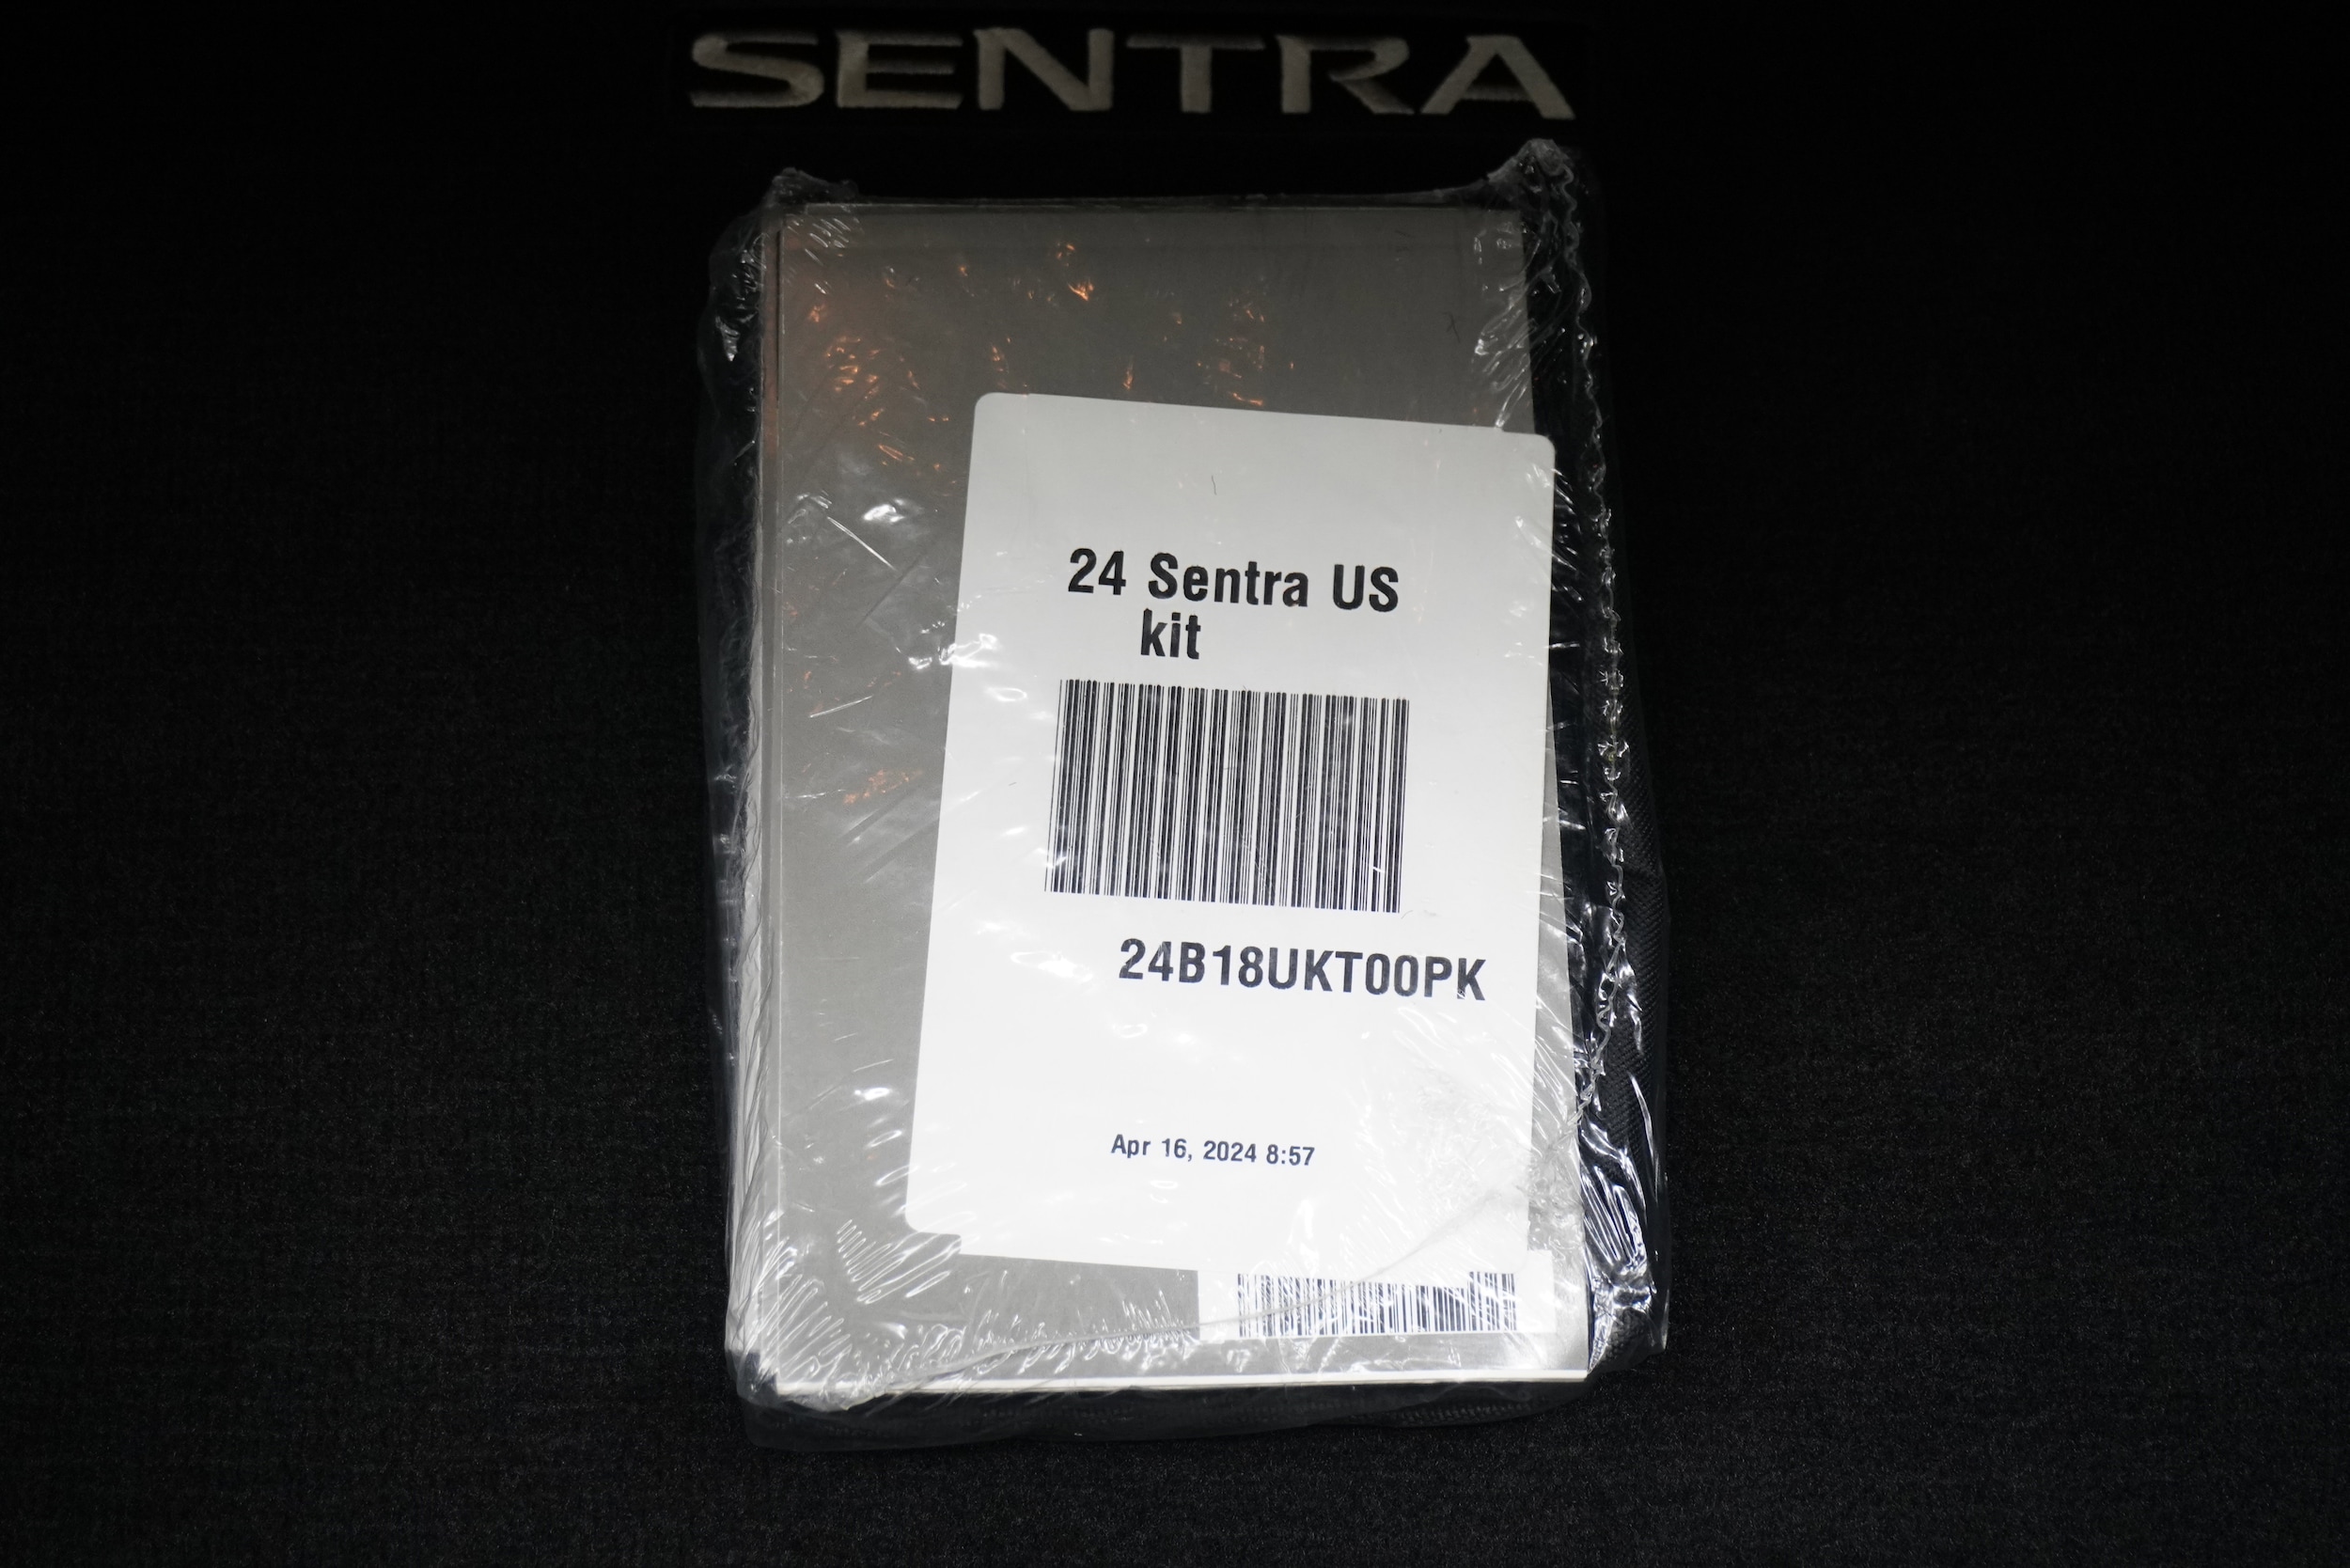 SENTRA
24 Sentra US
kit
24B18UKT00PK
Apr 16, 2024 8:57